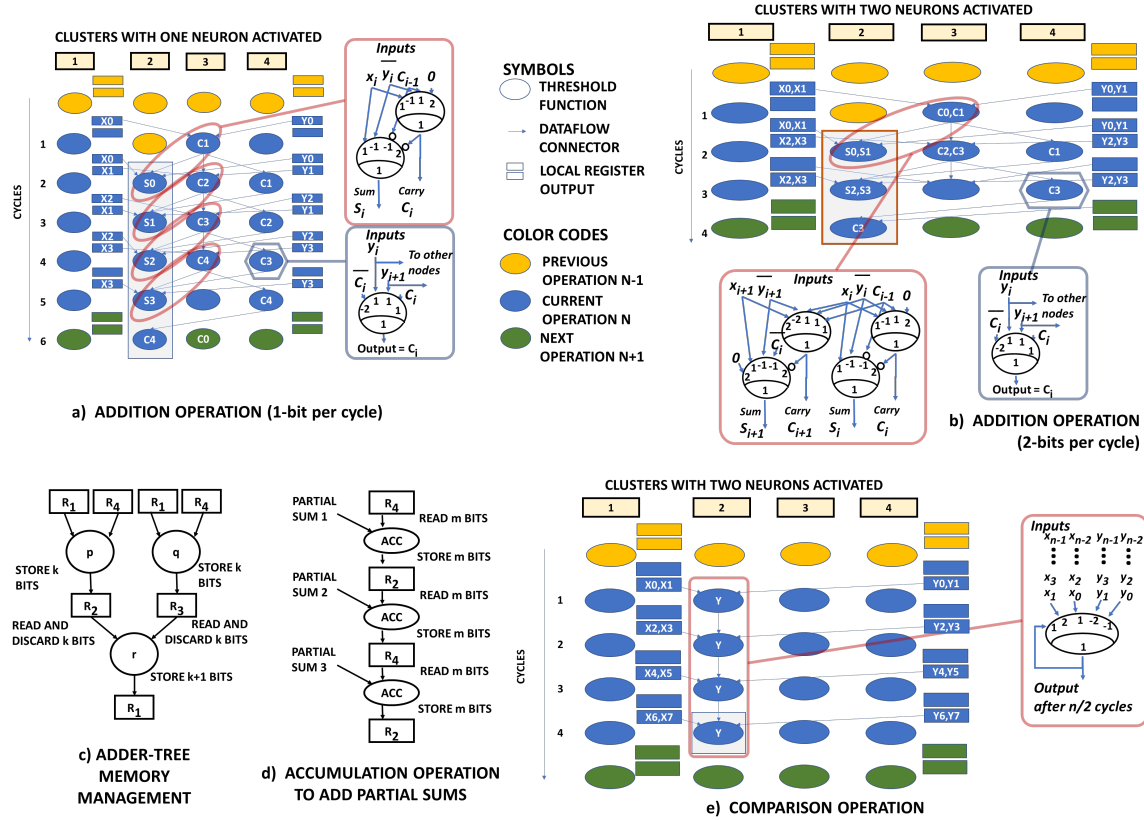 CLUSTERS WITH ONE NEURON ACTIVATED
1 2 3 4
CYCLES
X0 Y0
1 C1
X0 Y0
X1 Y1
2 S0 C2 C1
X2 Y2
X1 Y1
3 S1 C3 C2
X2 Y2
X3 Y3
4 S2 C4 C3
X3 Y3
5 S3 C4
6 C4 C0
Inputs
x_i y_i C_{i-1} 0
-1 1 1 2
1
1 -1 -1 2
1
Sum Carry
S_i C_i
Inputs
y_i
To other
nodes
C_i y_{i+1}
C_i
-2 1 1 1
1
Output = C_i
a) ADDITION OPERATION (1-bit per cycle)
SYMBOLS
THRESHOLD
FUNCTION
DATAFLOW
CONNECTOR
LOCAL REGISTER
OUTPUT
COLOR CODES
PREVIOUS
OPERATION N-1
CURRENT
OPERATION N
NEXT
OPERATION N+1
CLUSTERS WITH TWO NEURONS ACTIVATED
1 2 3 4
CYCLES
X0,X1 Y0,Y1
1 C0,C1
X0,X1 Y0,Y1
X2,X3 Y2,Y3
2 S0,S1 C2,C3 C1
X2,X3 Y2,Y3
3 S2,S3 C3
4 C3
Inputs
x_{i+1} y_{i+1} x_i y_i C_{i-1} 0
2 -2 1 1 1
1
-1 1 1 2
1
0 C_i
2 1 -1 -1 2
1
1 -1 -1 2
1
Sum Carry Sum Carry
S_{i+1} C_{i+1} S_i C_i
Inputs
y_i
To other
nodes
C_i y_{i+1}
C_i
-2 1 1 1
1
Output = C_i
b) ADDITION OPERATION
(2-bits per cycle)
R1 R4 R1 R4
p q
STORE k
BITS
STORE k
BITS
R2 R3
READ AND
DISCARD k BITS
READ AND
DISCARD k BITS
r
STORE k+1 BITS
R1
c) ADDER-TREE
MEMORY
MANAGEMENT
PARTIAL
SUM 1
R4
READ m BITS
ACC
STORE m BITS
PARTIAL
SUM 2
R2
READ m BITS
ACC
STORE m BITS
PARTIAL
SUM 3
R4
READ m BITS
ACC
STORE m BITS
R2
d) ACCUMULATION OPERATION
TO ADD PARTIAL SUMS
CLUSTERS WITH TWO NEURONS ACTIVATED
1 2 3 4
CYCLES
X0,X1 Y0,Y1
1 Y
X2,X3 Y2,Y3
2 Y
X4,X5 Y4,Y5
3 Y
X6,X7 Y6,Y7
4 Y
Inputs
x_{n-1} x_{n-2} y_{n-1} y_{n-2}
x_3 x_2 y_3 y_2
x_1 x_0 y_1 y_0
1 2 1 -2 -1
1
Output
after n/2 cycles
e) COMPARISON OPERATION